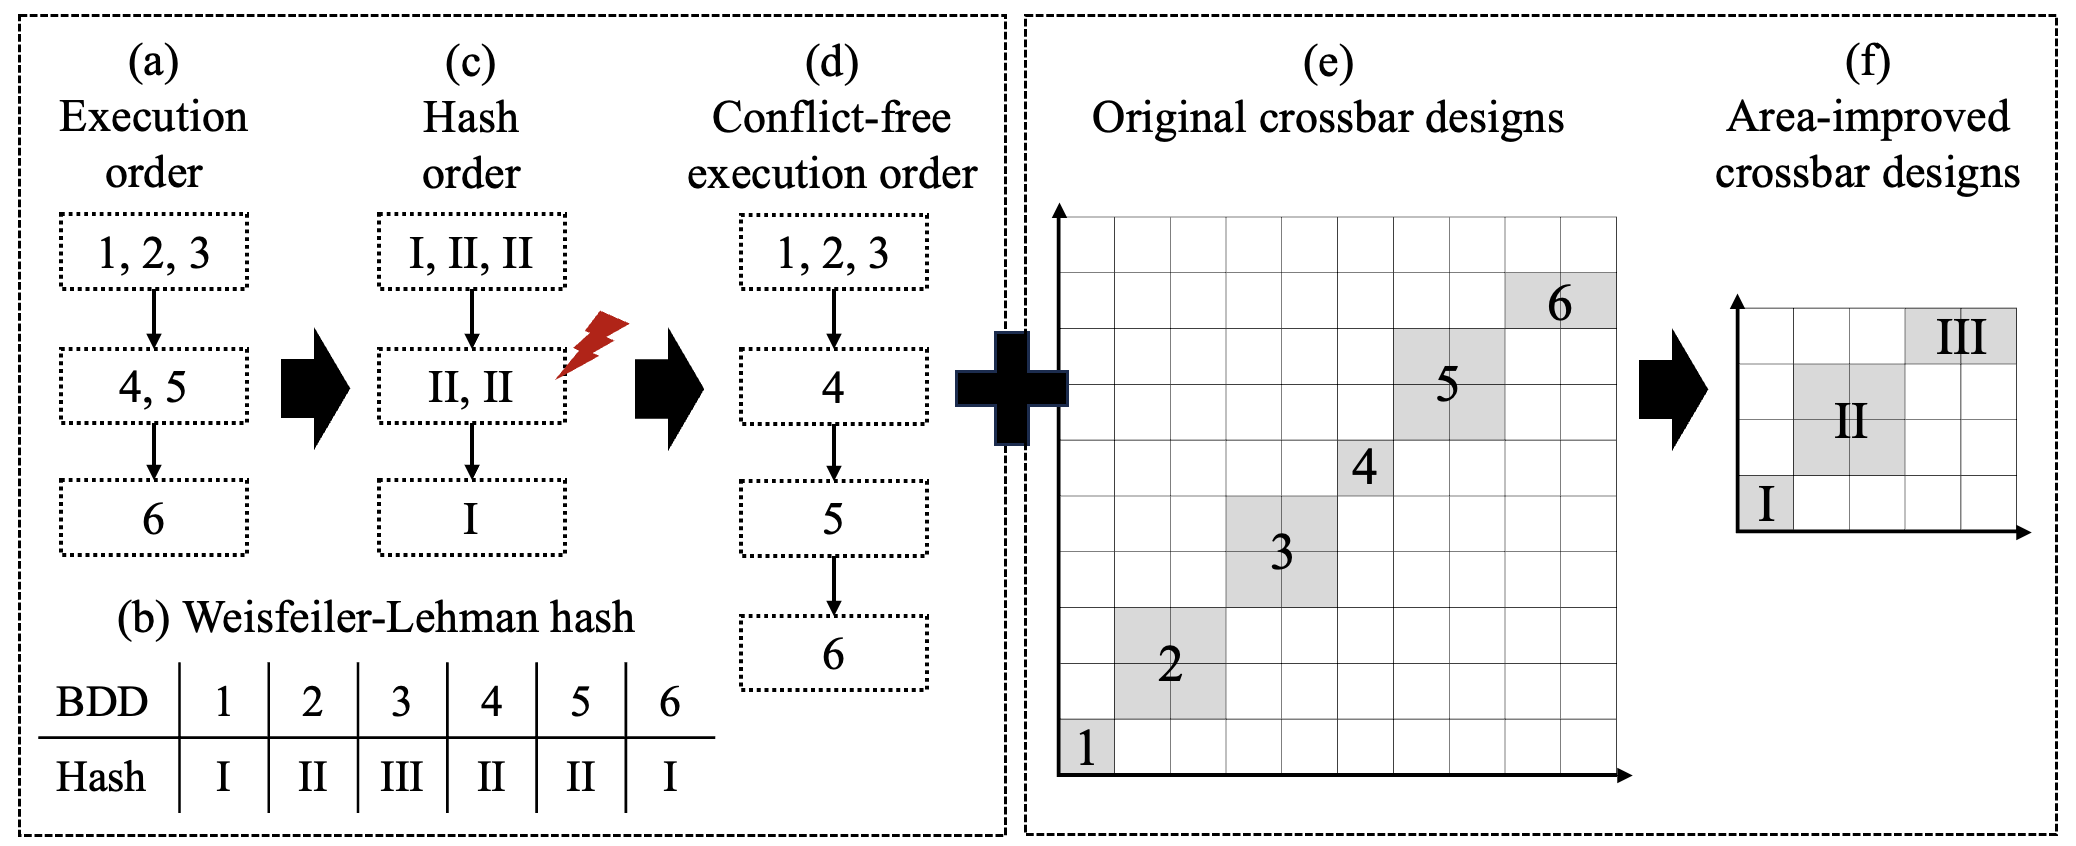 (a)
Execution
order
1, 2, 3
4, 5
6
(c)
Hash
order
I, II, II
II, II
I
(d)
Conflict-free
execution order
1, 2, 3
4
5
6
(b) Weisfeiler-Lehman hash
BDD 1 2 3 4 5 6
Hash I II III II II I
(e)
Original crossbar designs
6
5
4
3
2
1
(f)
Area-improved
crossbar designs
III
II
I